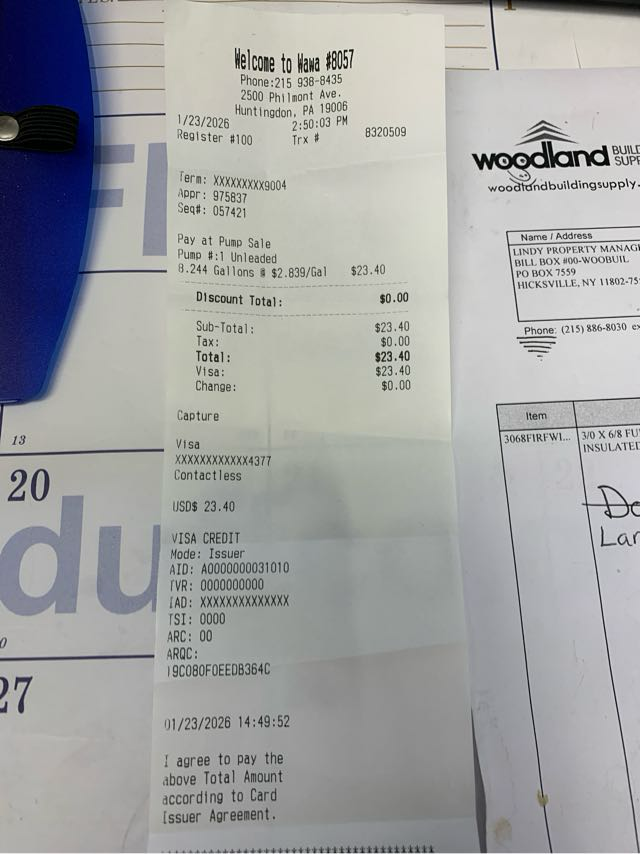 Welcome to Wawa #8057
Phone:215 938-8435
2500 Philmont Ave.
Huntingdon, PA 19006
1/23/2026 2:50:03 PM
Register #100 Trx # 8320509
Term: XXXXXXXXX9004
Appr: 975837
Seq#: 057421
Pay at Pump Sale
Pump #:1 Unleaded
8.244 Gallons @ $2.839/Gal $23.40
Discount Total: $0.00
Sub-Total: $23.40
Tax: $0.00
Total: $23.40
Visa: $23.40
Change: $0.00
Capture
Visa
XXXXXXXXXXXX4377
Contactless
USD$ 23.40
VISA CREDIT
Mode: Issuer
AID: A0000000031010
TVR: 0000000000
IAD: XXXXXXXXXXXXXX
TSI: 0000
ARC: 00
ARQC:
19C080F0EEDB364C
01/23/2026 14:49:52
I agree to pay the
above Total Amount
according to Card
Issuer Agreement.
woodland BUILD
SUPP
woodlandbuildingsupply.
Name / Address
LINDY PROPERTY MANAG
BILL BOX #00-WOOBUIL
PO BOX 7559
HICKSVILLE, NY 11802-75
Phone: (215) 886-8030 ex
Item
3068FIRFWI... 3/0 X 6/8 FU
INSULATED
Do
Lar
13
20
du
27